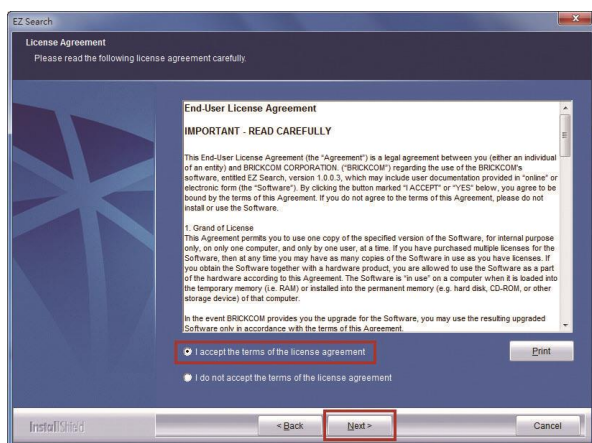 EZ Search
License Agreement
Please read the following license agreement carefully.
End-User License Agreement
IMPORTANT - READ CAREFULLY
This End-User License Agreement (the "Agreement") is a legal agreement between you (either an individual
of an entity) and BRICKCOM CORPORATION. ("BRICKCOM") regarding the use of the BRICKCOM's
software, entitled EZ Search, version 1.0.0.3, which may include user documentation provided in "online" or
electronic form (the "Software"). By clicking the button marked "I ACCEPT" or "YES" below, you agree to be
bound by the terms of this Agreement. If you do not agree to the terms of this Agreement, please do not
install or use the Software.
1. Grand of License
This Agreement permits you to use one copy of the specified version of the Software, for internal purpose
only, on only one computer, and only by one user, at a time. If you have purchased multiple licenses for the
Software, then at any time you may have as many copies of the Software in use as you have licenses. If
you obtain the Software together with a hardware product, you are allowed to use the Software as a part
of the hardware according to this Agreement. The Software is "in use" on a computer when it is loaded into
the temporary memory (i.e. RAM) or installed into the permanent memory (e.g. hard disk, CD-ROM, or other
storage device) of that computer.
In the event BRICKCOM provides you the upgrade for the Software, you may use the resulting upgraded
Software only in accordance with the terms of this Agreement.
I accept the terms of the license agreement
Print
I do not accept the terms of the license agreement
InstallShield
< Back
Next >
Cancel